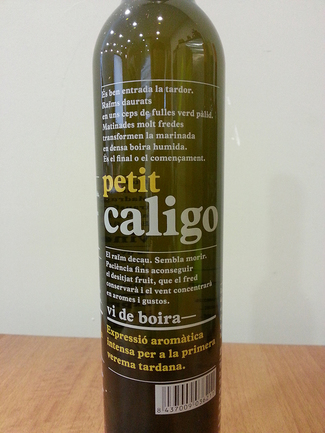 És ben entrada la tardor.
Raïms daurats
en uns ceps de fulles verd pàlid.
Matinades molt fredes
transformen la marinada
en densa boira humida.
És el final o el començament.
petit
caligo
El raïm decau. Sembla morir.
Paciència fins aconseguir
el desitjat fruit, que el fred
conservarà i el vent concentrarà
en aromes i gustos.
vi de boira—
Expressió aromàtica
intensa per a la primera
verema tardana.